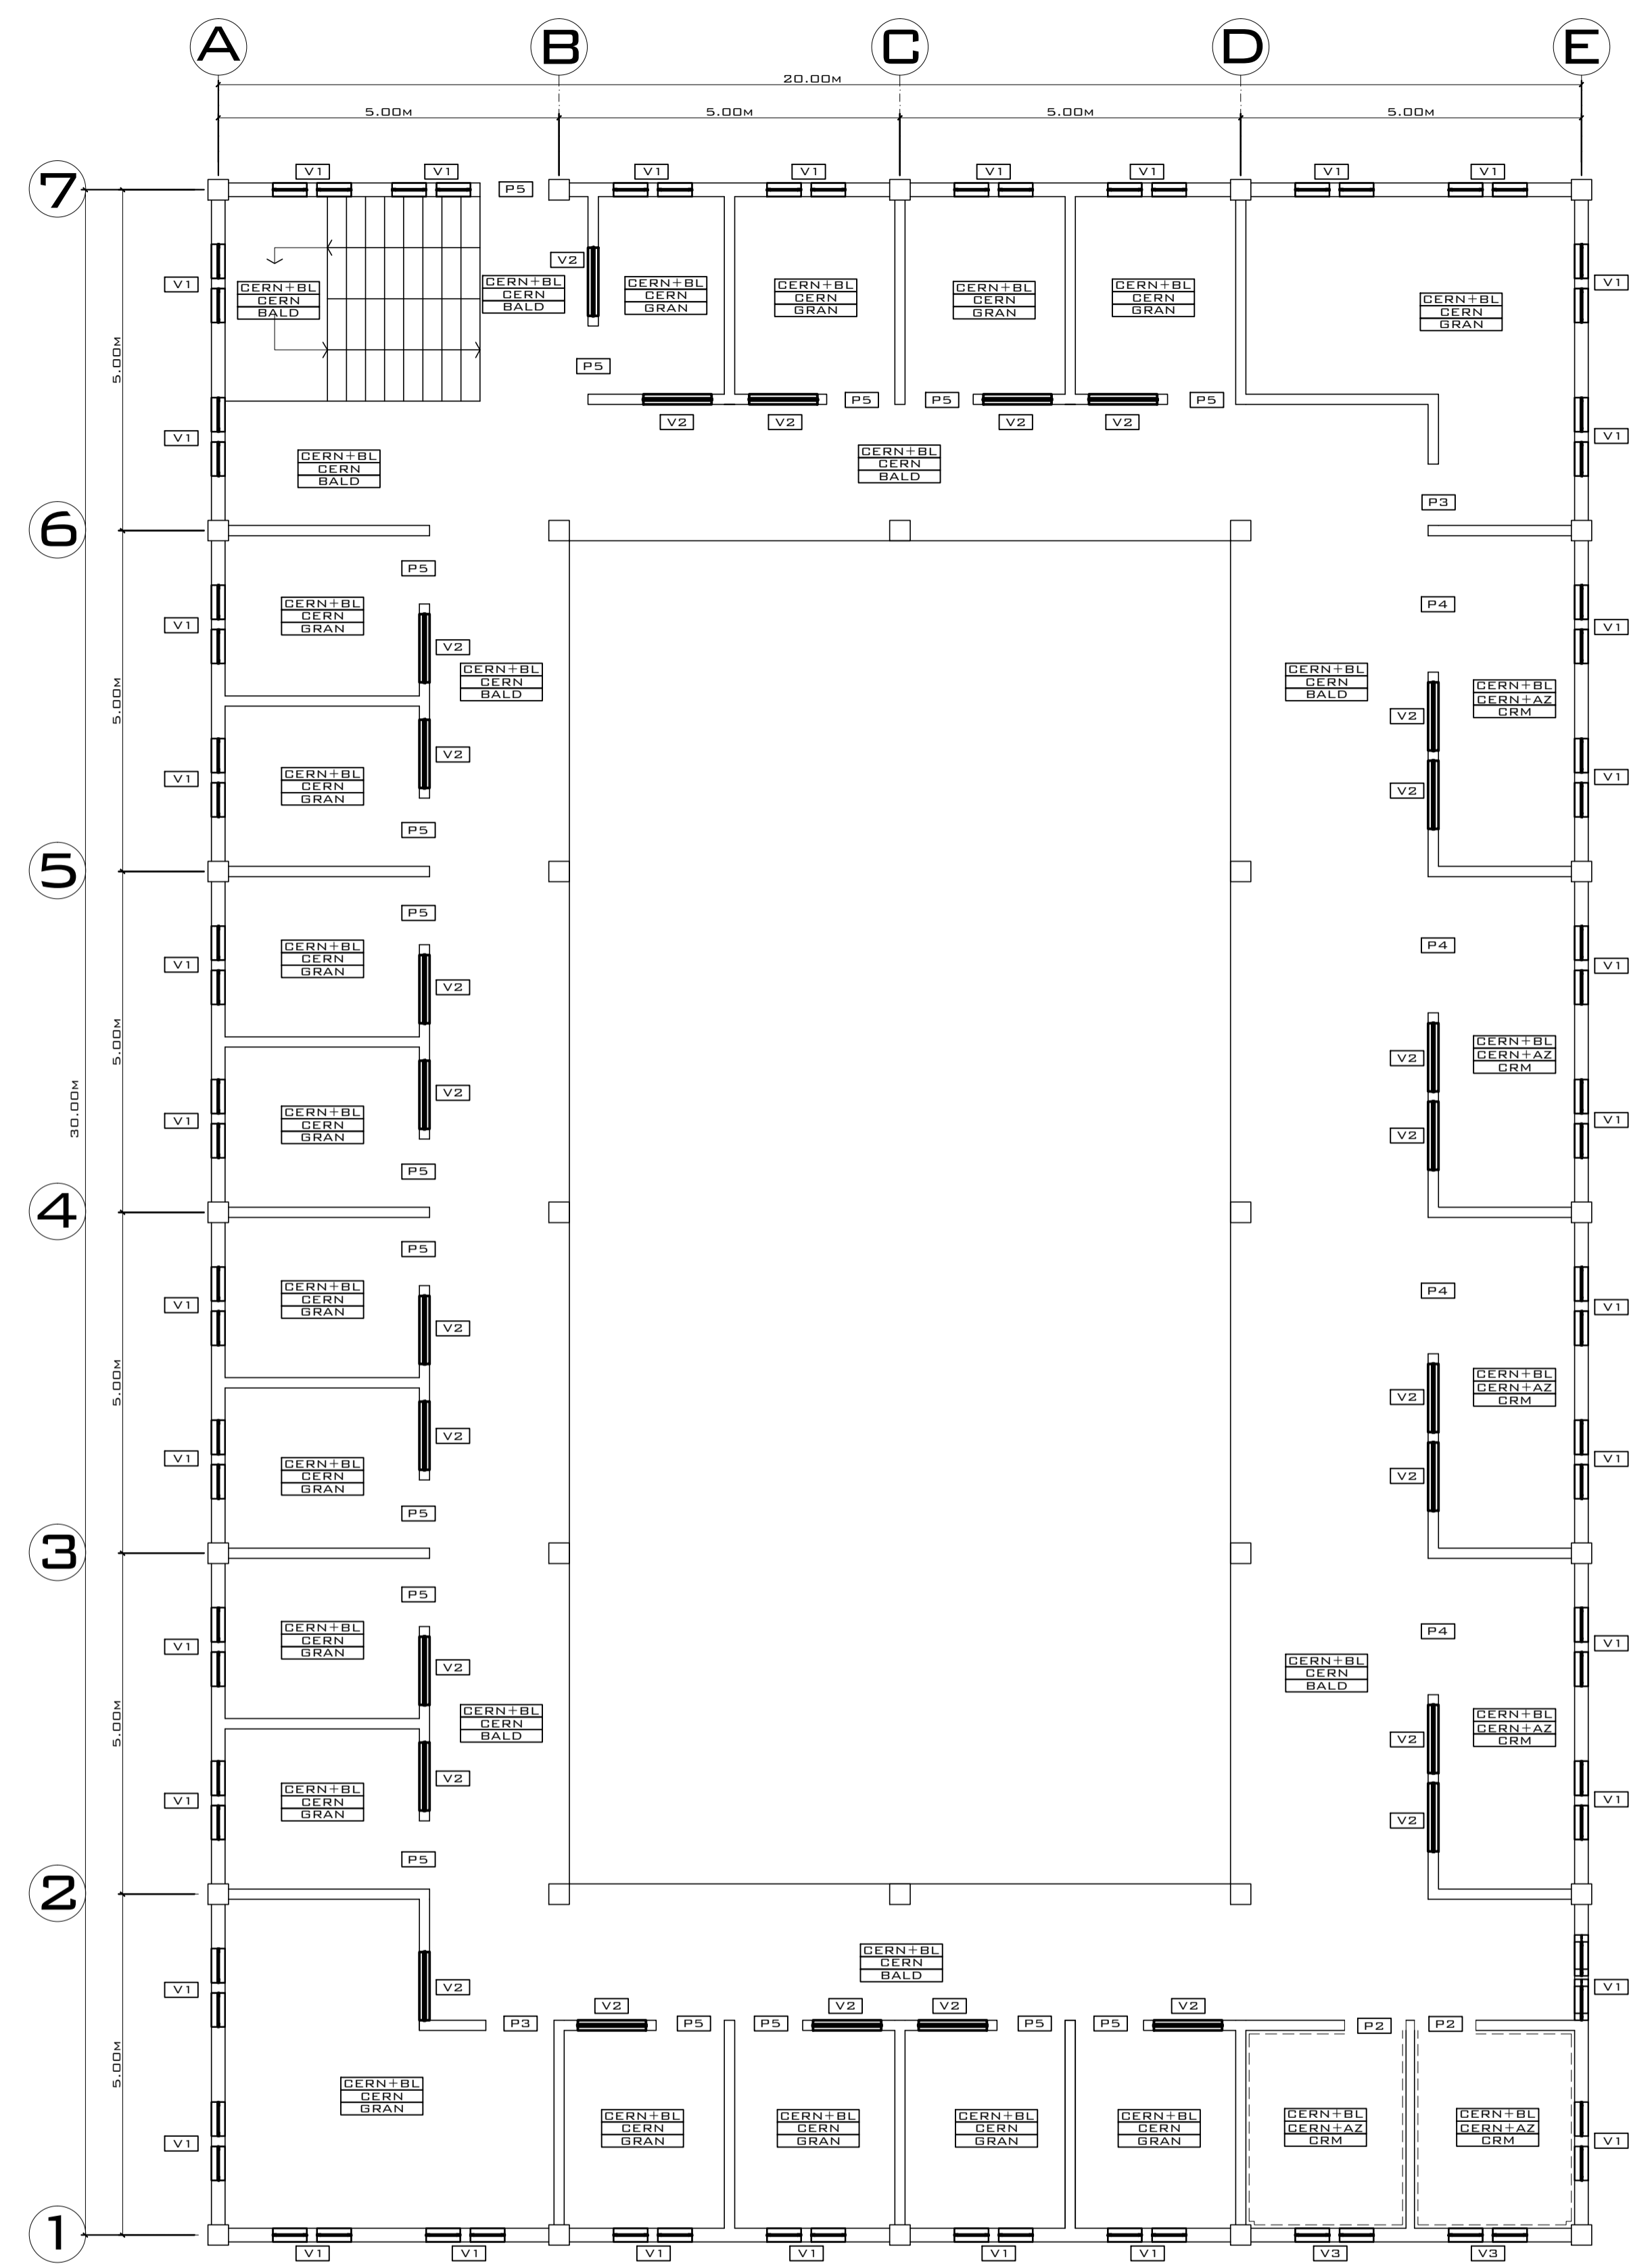 A B C D E
20.00M
5.00M 5.00M 5.00M 5.00M
V1 V1 V1 V1 V1 V1 V1 V1
7 P5
V2
V1 CERN+BL CERN+BL CERN+BL CERN+BL CERN+BL CERN+BL CERN+BL V1
CERN CERN CERN CERN CERN CERN CERN
BALD BALD GRAN GRAN GRAN GRAN GRAN
5.00M
P5
P5 P5 P5
V2 V2 V2 V2
V1 V1
CERN+BL CERN+BL
CERN CERN
BALD BALD
P3
6
P5
P4
CERN+BL
CERN
GRAN
V1 V1
V2
CERN+BL CERN+BL CERN+BL
CERN CERN CERN+AZ
BALD BALD CRM
5.00M
V2
V2
V1 V1
CERN+BL V2
CERN
GRAN
P5
5
P5
CERN+BL P4
CERN
GRAN
V1 V1
V2
5.00M
V2 CERN+BL
CERN+AZ
CRM
V2
30.00M
V1 CERN+BL V1
CERN V2
GRAN
P5
4
P5
P4
V1 CERN+BL V1
CERN
GRAN
V2
5.00M
V2 CERN+BL
CERN+AZ
CRM
V2
V1 CERN+BL V1
CERN V2
GRAN
P5
3
P5
P4
V1 CERN+BL V1
CERN
GRAN
V2
CERN+BL
CERN
BALD
5.00M
CERN+BL V2 CERN+BL
CERN CERN+AZ
BALD CRM
V2
V1 CERN+BL V1
CERN V2
GRAN
P5
2
CERN+BL
CERN
BALD
V1 V2 V1
V2 V2 V2 V2
P3 P5 P5 P5 P5 P2 P2
5.00M
CERN+BL
CERN
GRAN
V1 CERN+BL CERN+BL CERN+BL CERN+BL CERN+BL CERN+BL V1
CERN CERN CERN CERN CERN+AZ CERN+AZ
GRAN GRAN GRAN GRAN CRM CRM
1
V1 V1 V1 V1 V1 V1 V3 V3